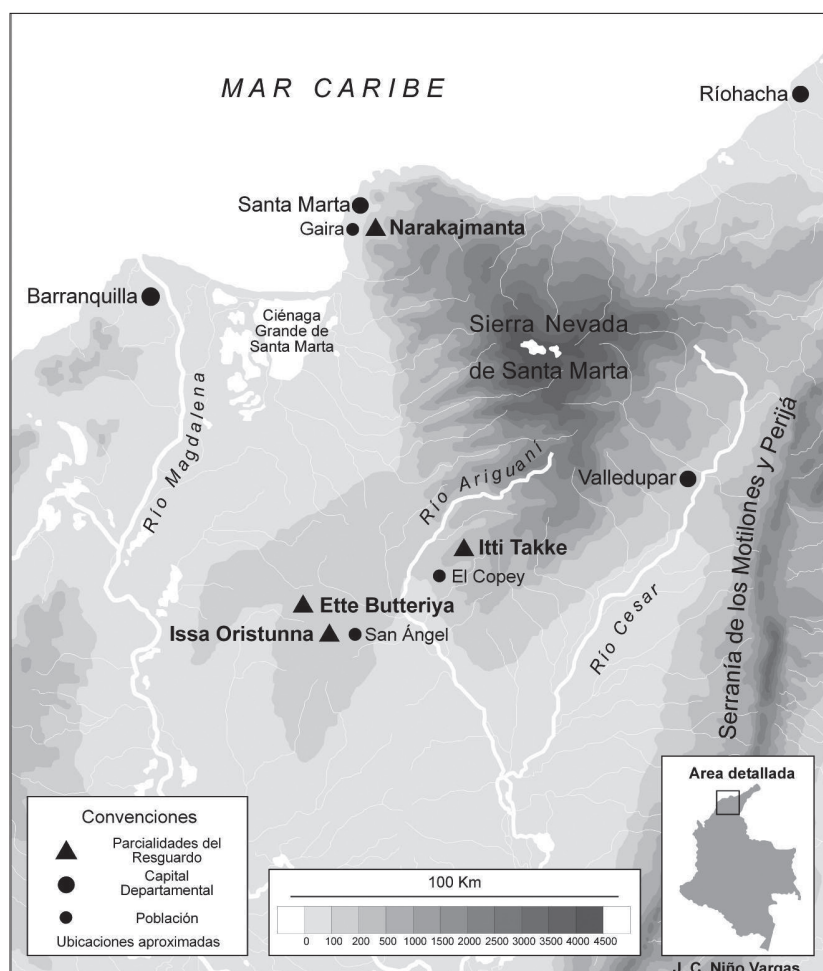 MAR CARIBE
Ríohacha
Santa Marta
Gaira
Narakajmanta
Barranquilla
Ciénaga
Grande de
Santa Marta
Sierra Nevada
de Santa Marta
Río Magdalena
Río Ariguaní
Valledupar
Serranía de los Motilones y Perijá
Itti Takke
El Copey
Ette Butteriya
Issa Oristunna
San Ángel
Río Cesar
Convenciones
Parcialidades del
Resguardo
Capital
Departamental
Población
Ubicaciones aproximadas
100 Km
0 100 200 500 1000 1500 2000 2500 3000 3500 4000 4500
Area detallada
J. C. Niño Vargas